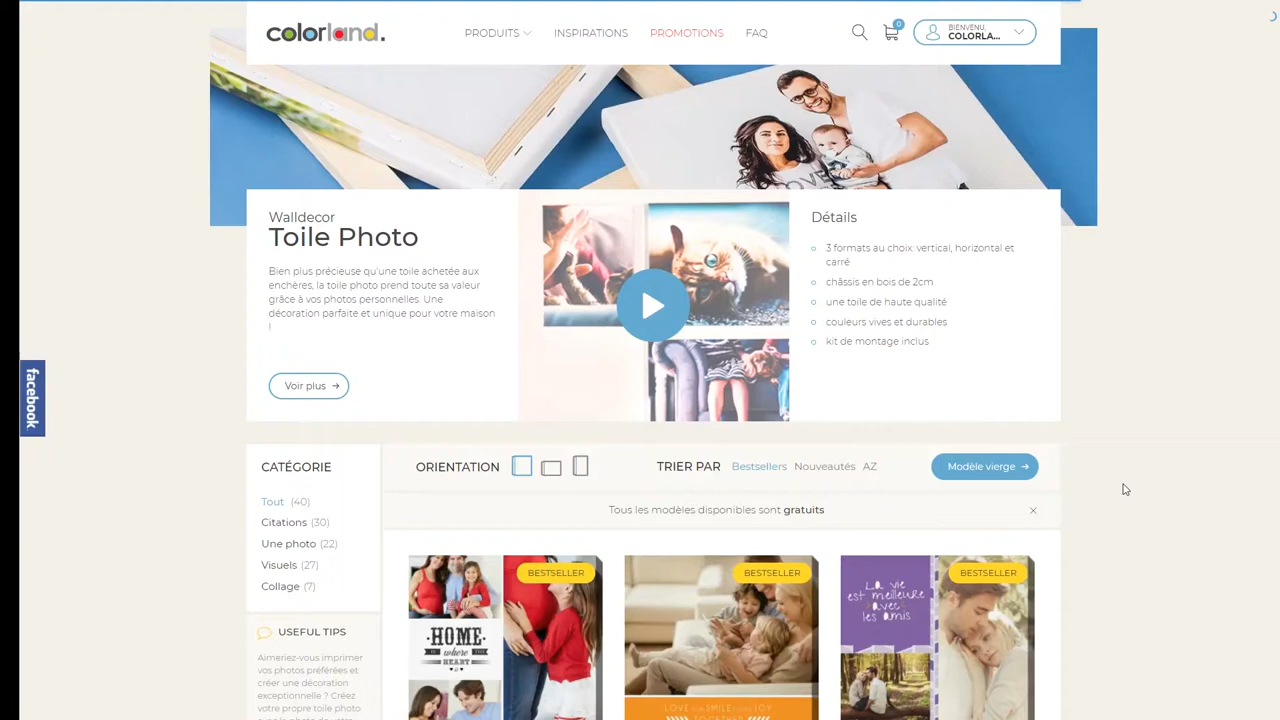 colorland.
PRODUITS
INSPIRATIONS
PROMOTIONS
FAQ
0
BIENVENU,
COLORLA...
LOVE
Walldecor
Toile Photo
Bien plus précieuse qu'une toile achetée aux
enchères, la toile photo prend toute sa valeur
grâce à vos photos personnelles. Une
décoration parfaite et unique pour votre maison
!
Voir plus
Détails
3 formats au choix: vertical, horizontal et
carré
châssis en bois de 2cm
une toile de haute qualité
couleurs vives et durables
kit de montage inclus
facebook
CATÉGORIE
Tout (40)
Citations (30)
Une photo (22)
Visuels (27)
Collage (7)
USEFUL TIPS
Aimeriez-vous imprimer
vos photos préférées et
créer une décoration
exceptionnelle ? Créez
votre propre toile photo
ORIENTATION
TRIER PAR Bestsellers Nouveautés AZ
Modèle vierge
Tous les modèles disponibles sont gratuits
BESTSELLER
HOME
where
HEART
BESTSELLER
TOGETHER
BESTSELLER
La vie
est meilleure
avec
les amis